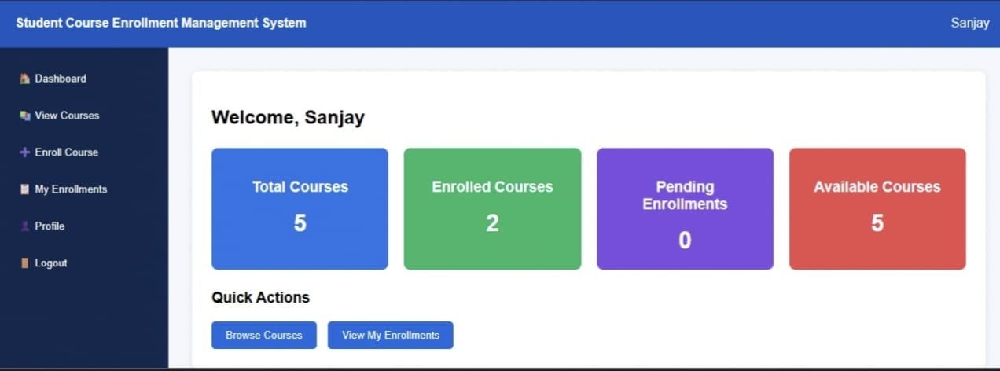 Student Course Enrollment Management System
Sanjay
Dashboard
View Courses
Enroll Course
My Enrollments
Profile
Logout
Welcome, Sanjay
Total Courses
5
Enrolled Courses
2
Pending
Enrollments
0
Available Courses
5
Quick Actions
Browse Courses
View My Enrollments